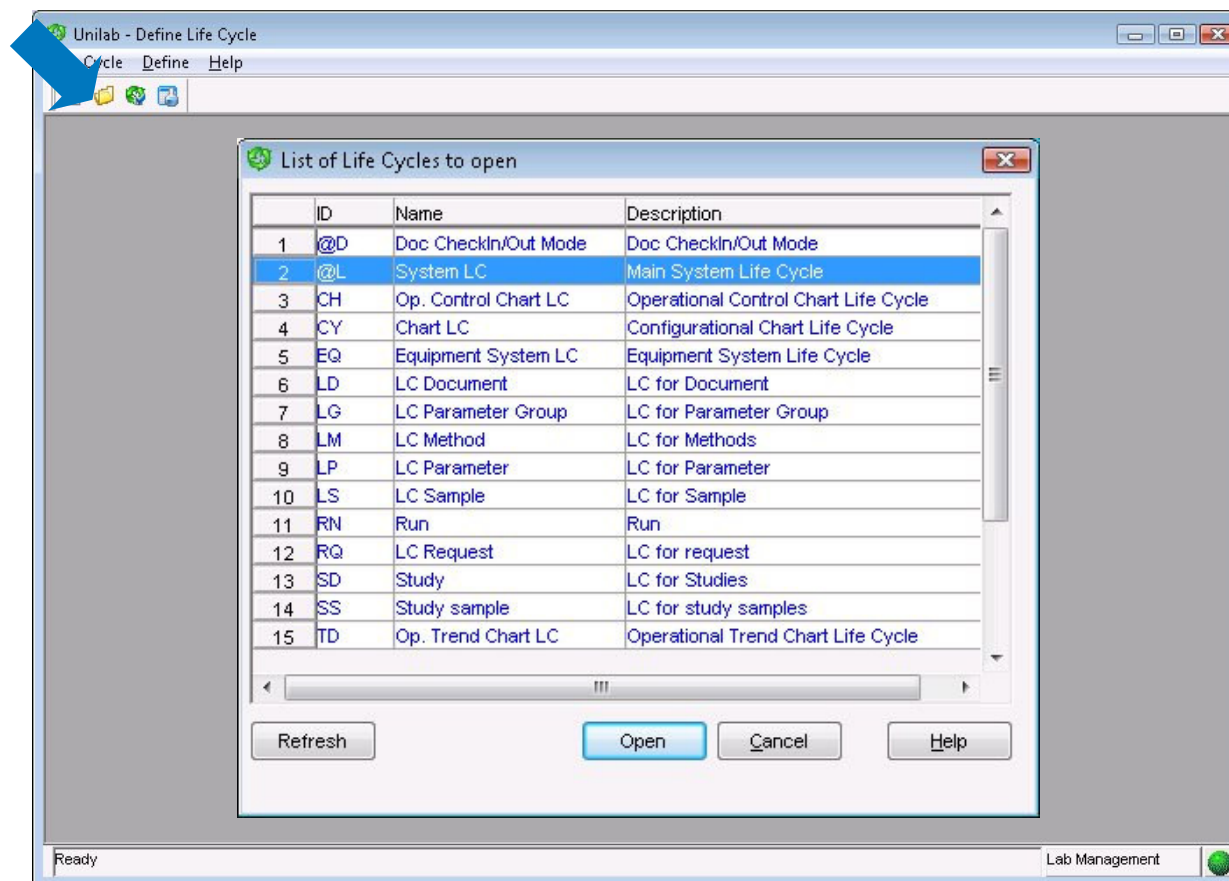 Unilab - Define Life Cycle
Cycle Define Help
List of Life Cycles to open
ID Name Description
1 @D Doc CheckIn/Out Mode Doc CheckIn/Out Mode
2 @L System LC Main System Life Cycle
3 CH Op. Control Chart LC Operational Control Chart Life Cycle
4 CY Chart LC Configurational Chart Life Cycle
5 EQ Equipment System LC Equipment System Life Cycle
6 LD LC Document LC for Document
7 LG LC Parameter Group LC for Parameter Group
8 LM LC Method LC for Methods
9 LP LC Parameter LC for Parameter
10 LS LC Sample LC for Sample
11 RN Run Run
12 RQ LC Request LC for request
13 SD Study LC for Studies
14 SS Study sample LC for study samples
15 TD Op. Trend Chart LC Operational Trend Chart Life Cycle
Refresh Open Cancel Help
Ready Lab Management